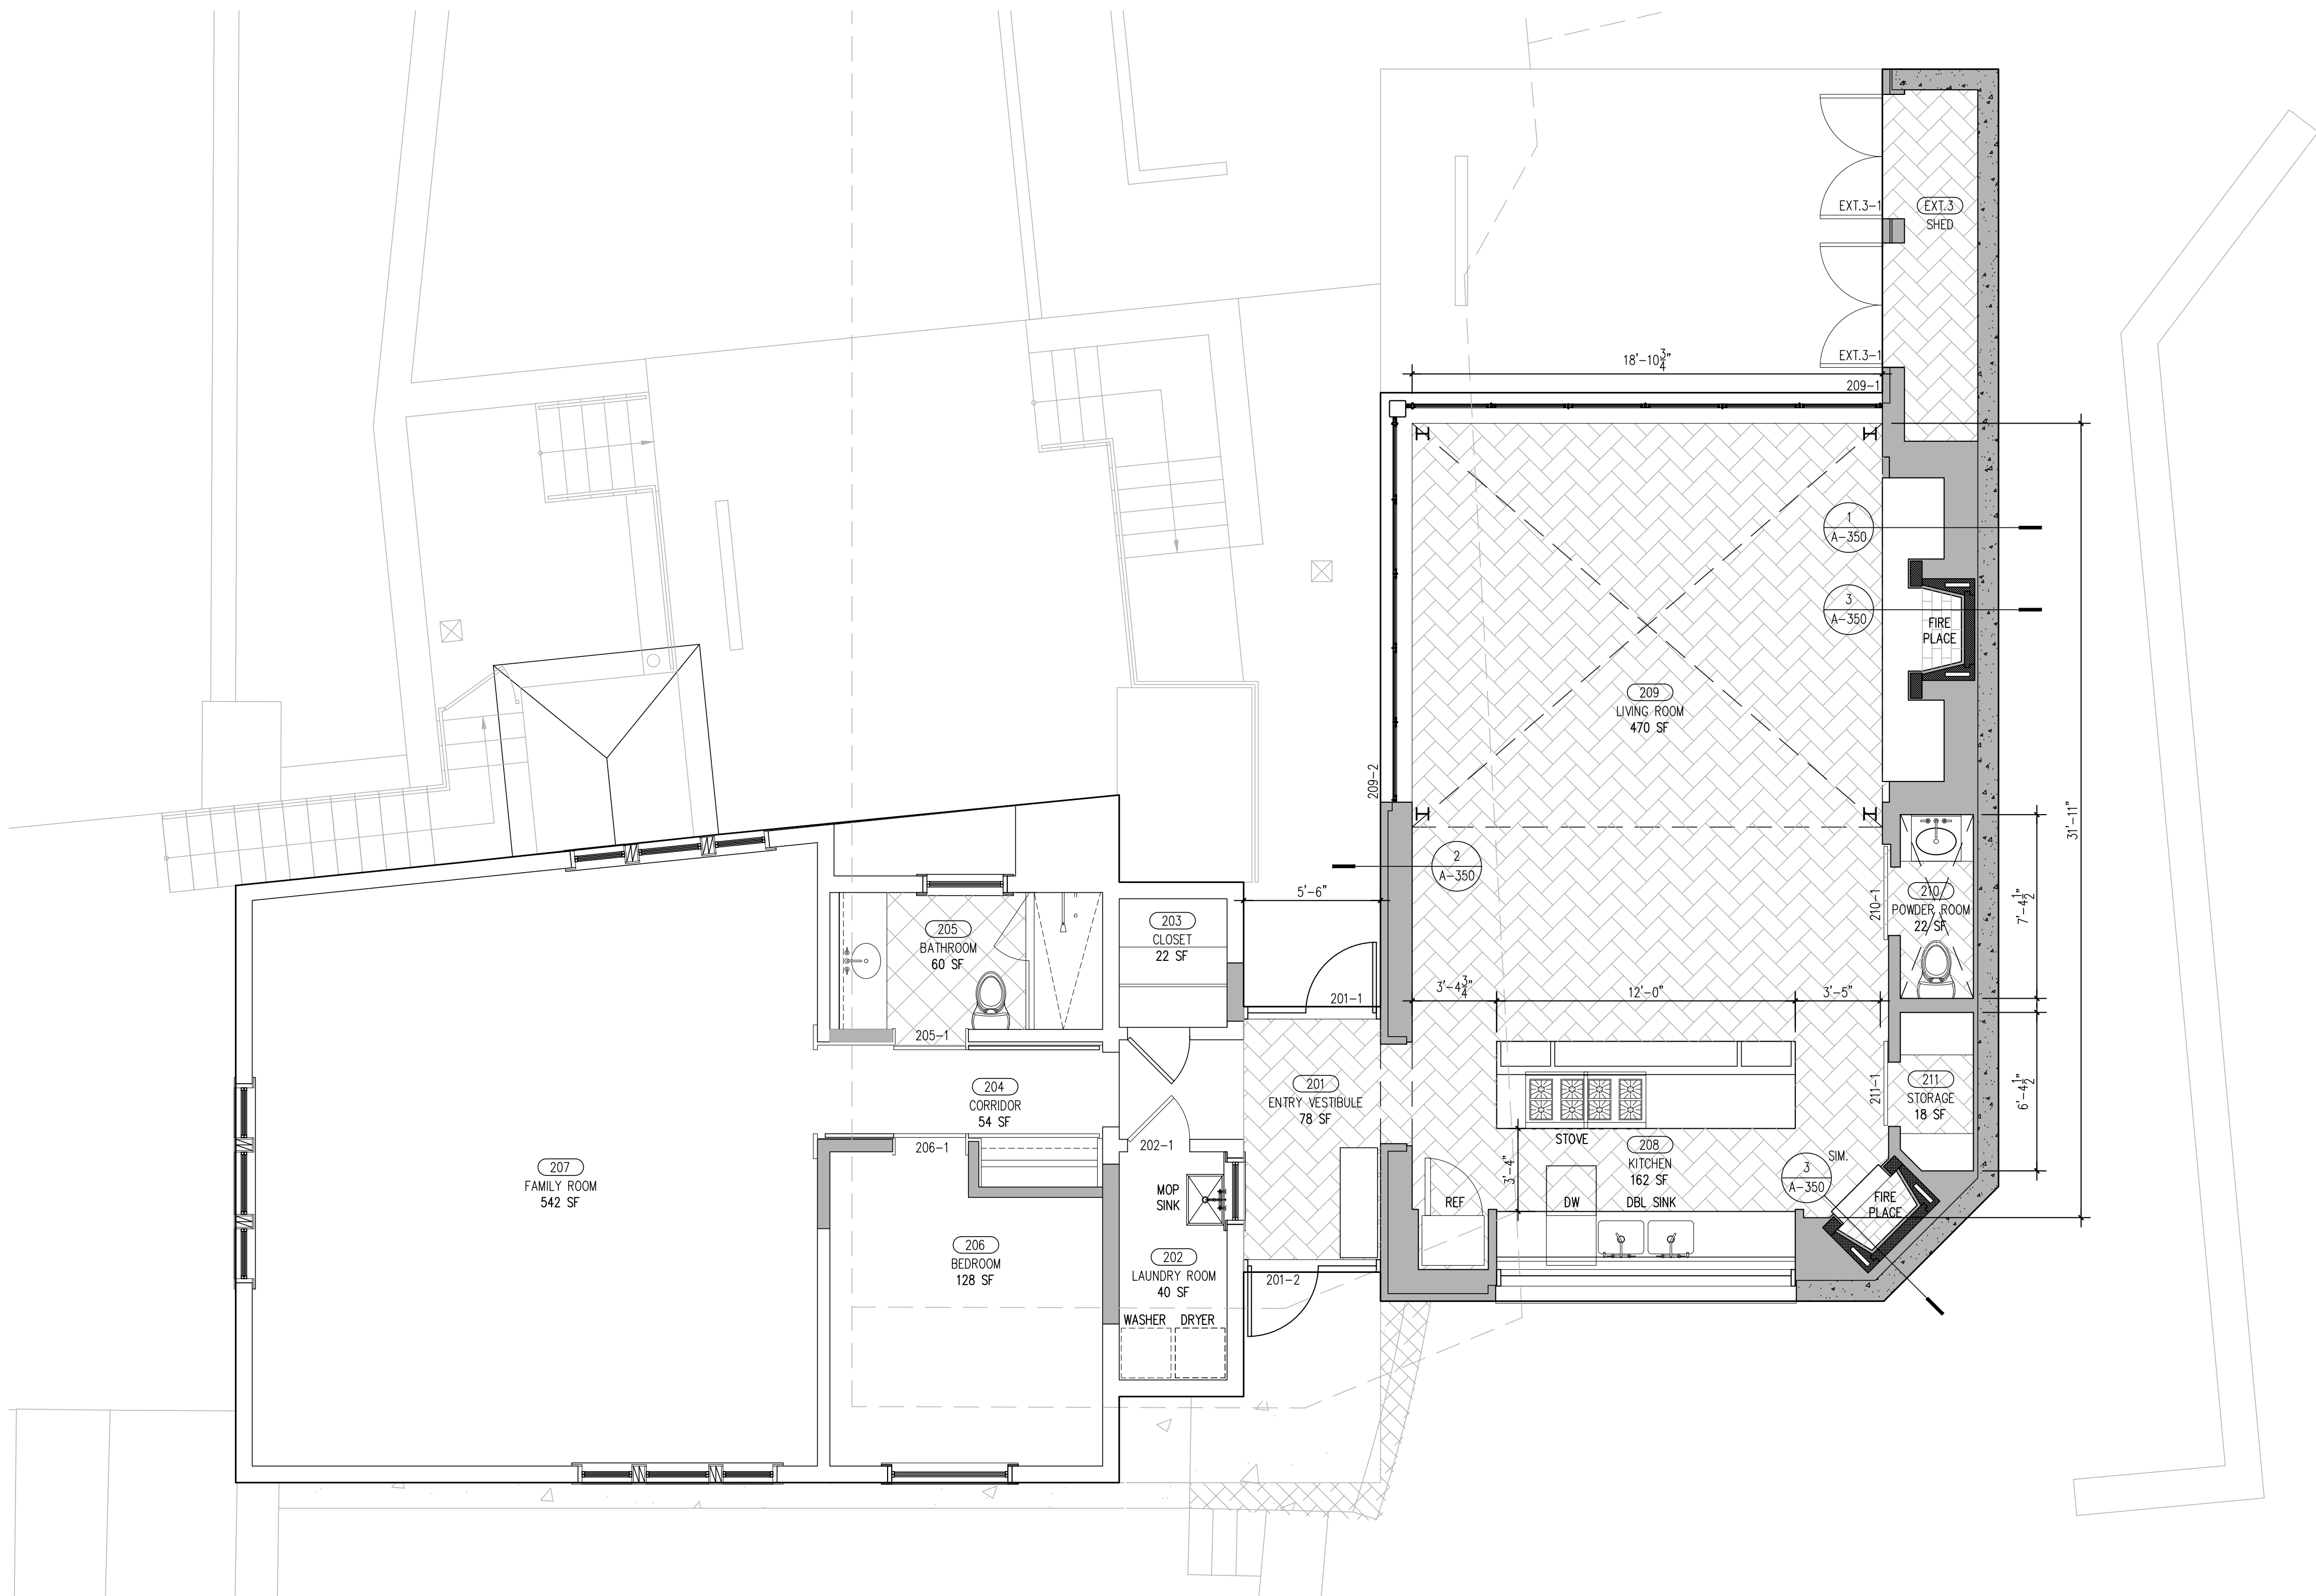 EXT.3-1
EXT.3
SHED
EXT.3-1
18'-10 3/4"
209-1
1
A-350
3
A-350
FIRE
PLACE
209
LIVING ROOM
470 SF
209-2
31'-11"
2
A-350
5'-6"
210-1
210
POWDER ROOM
22 SF
7'-4 1/2"
203
CLOSET
22 SF
205
BATHROOM
60 SF
205-1
201-1
3'-4 3/4"
12'-0"
3'-5"
204
CORRIDOR
54 SF
201
ENTRY VESTIBULE
78 SF
211-1
211
STORAGE
18 SF
6'-4 1/2"
206-1
202-1
STOVE
208
KITCHEN
162 SF
3'-4"
SIM.
3
A-350
FIRE
PLACE
207
FAMILY ROOM
542 SF
MOP
SINK
REF
DW
DBL SINK
206
BEDROOM
128 SF
202
LAUNDRY ROOM
40 SF
201-2
WASHER
DRYER